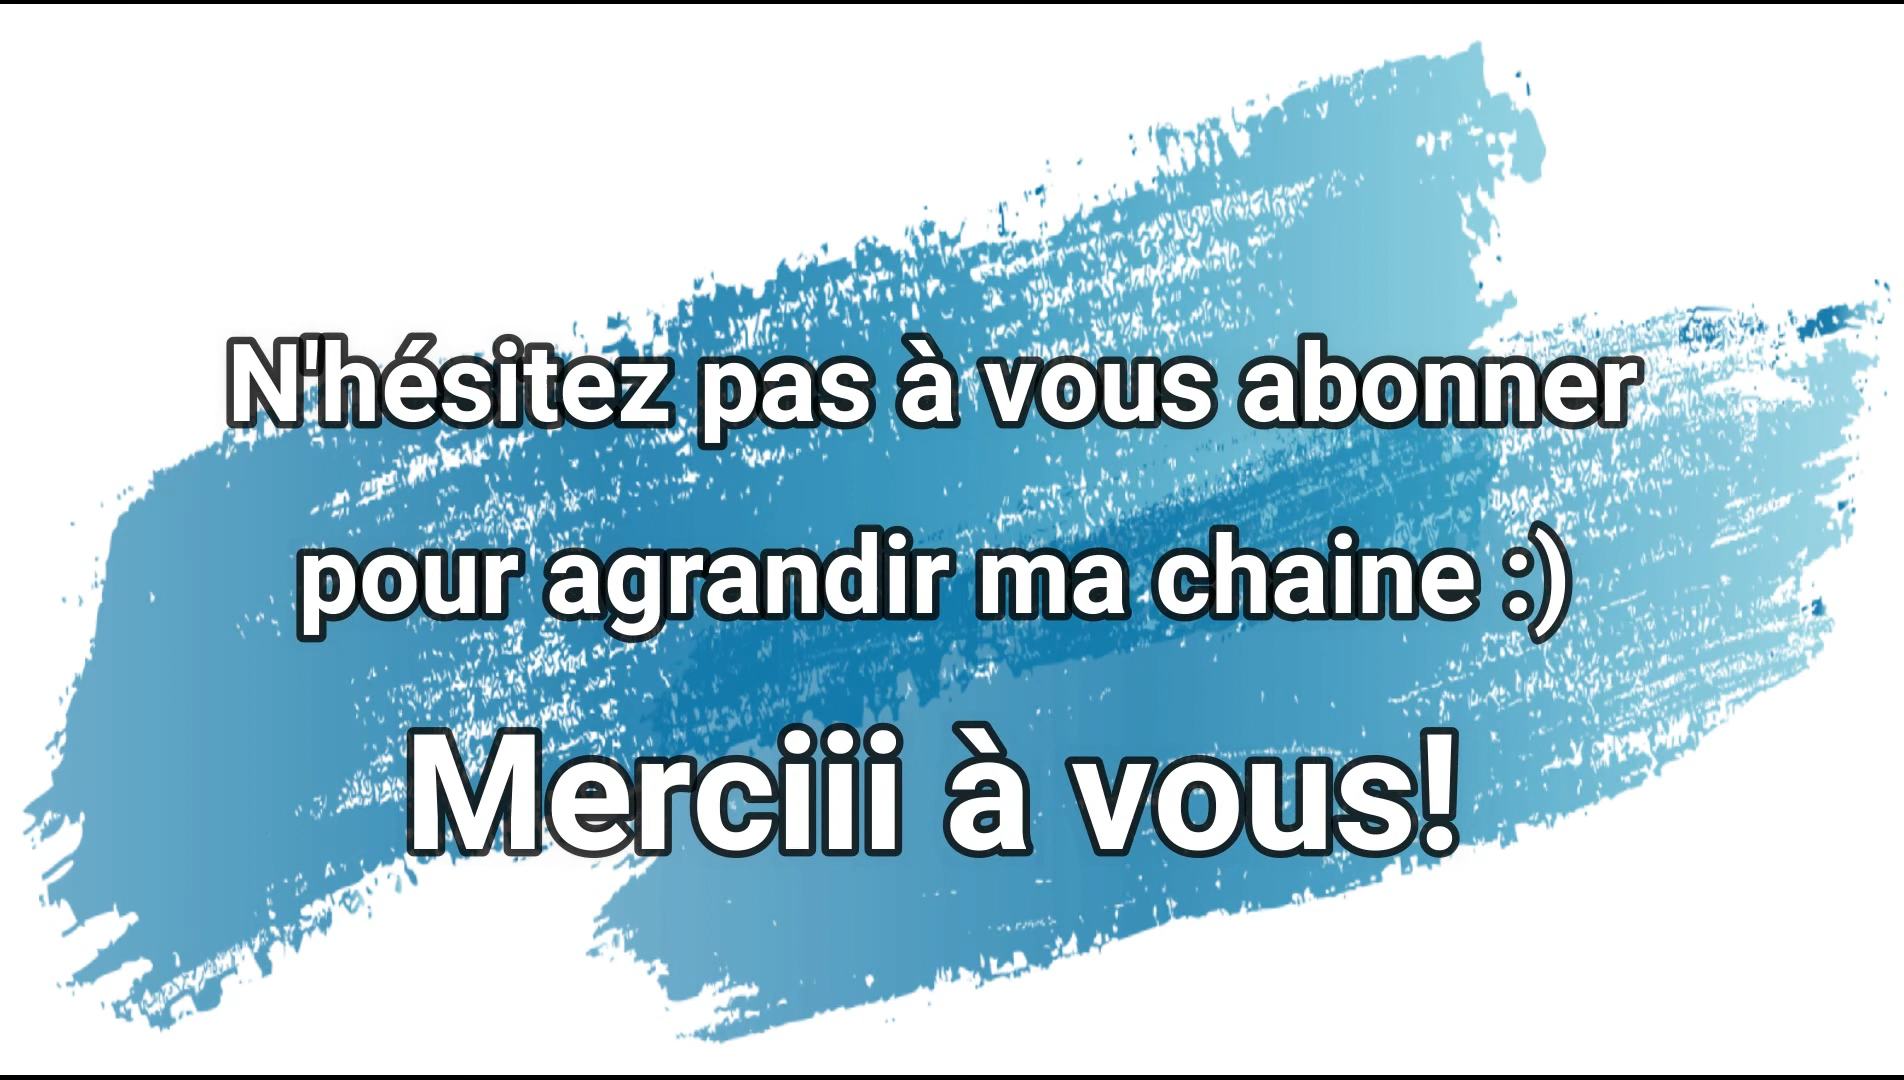 N'hésitez pas à vous abonner
pour agrandir ma chaine :)
Merciii à vous!